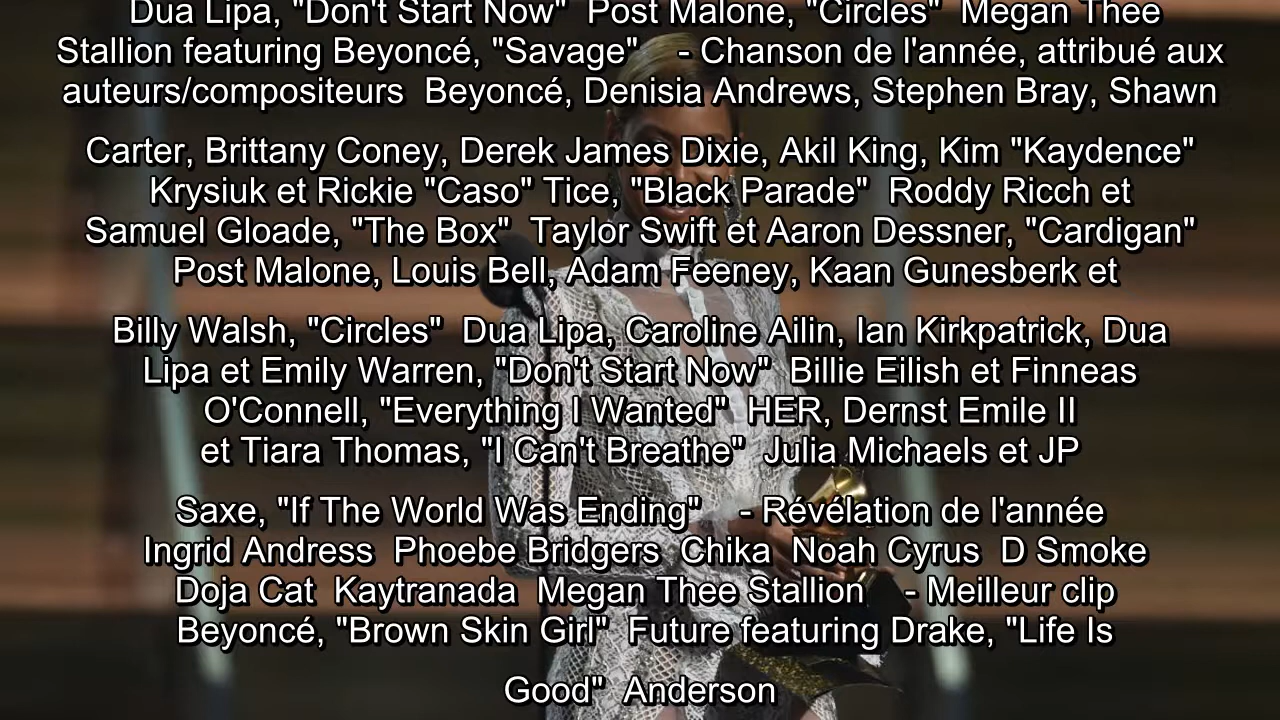 Dua Lipa, "Don't Start Now"  Post Malone, "Circles"  Megan Thee
Stallion featuring Beyoncé, "Savage"    - Chanson de l'année, attribué aux
auteurs/compositeurs  Beyoncé, Denisia Andrews, Stephen Bray, Shawn
Carter, Brittany Coney, Derek James Dixie, Akil King, Kim "Kaydence"
Krysiuk et Rickie "Caso" Tice, "Black Parade"  Roddy Ricch et
Samuel Gloade, "The Box"  Taylor Swift et Aaron Dessner, "Cardigan"
Post Malone, Louis Bell, Adam Feeney, Kaan Gunesberk et
Billy Walsh, "Circles"  Dua Lipa, Caroline Ailin, Ian Kirkpatrick, Dua
Lipa et Emily Warren, "Don't Start Now"  Billie Eilish et Finneas
O'Connell, "Everything I Wanted"  HER, Dernst Emile II
et Tiara Thomas, "I Can't Breathe"  Julia Michaels et JP
Saxe, "If The World Was Ending"    - Révélation de l'année
Ingrid Andress  Phoebe Bridgers  Chika  Noah Cyrus  D Smoke
Doja Cat  Kaytranada  Megan Thee Stallion    - Meilleur clip
Beyoncé, "Brown Skin Girl"  Future featuring Drake, "Life Is
Good"  Anderson